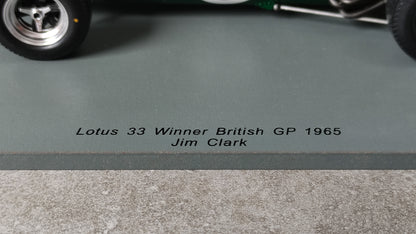 Lotus 33 Winner British GP 1965
Jim Clark